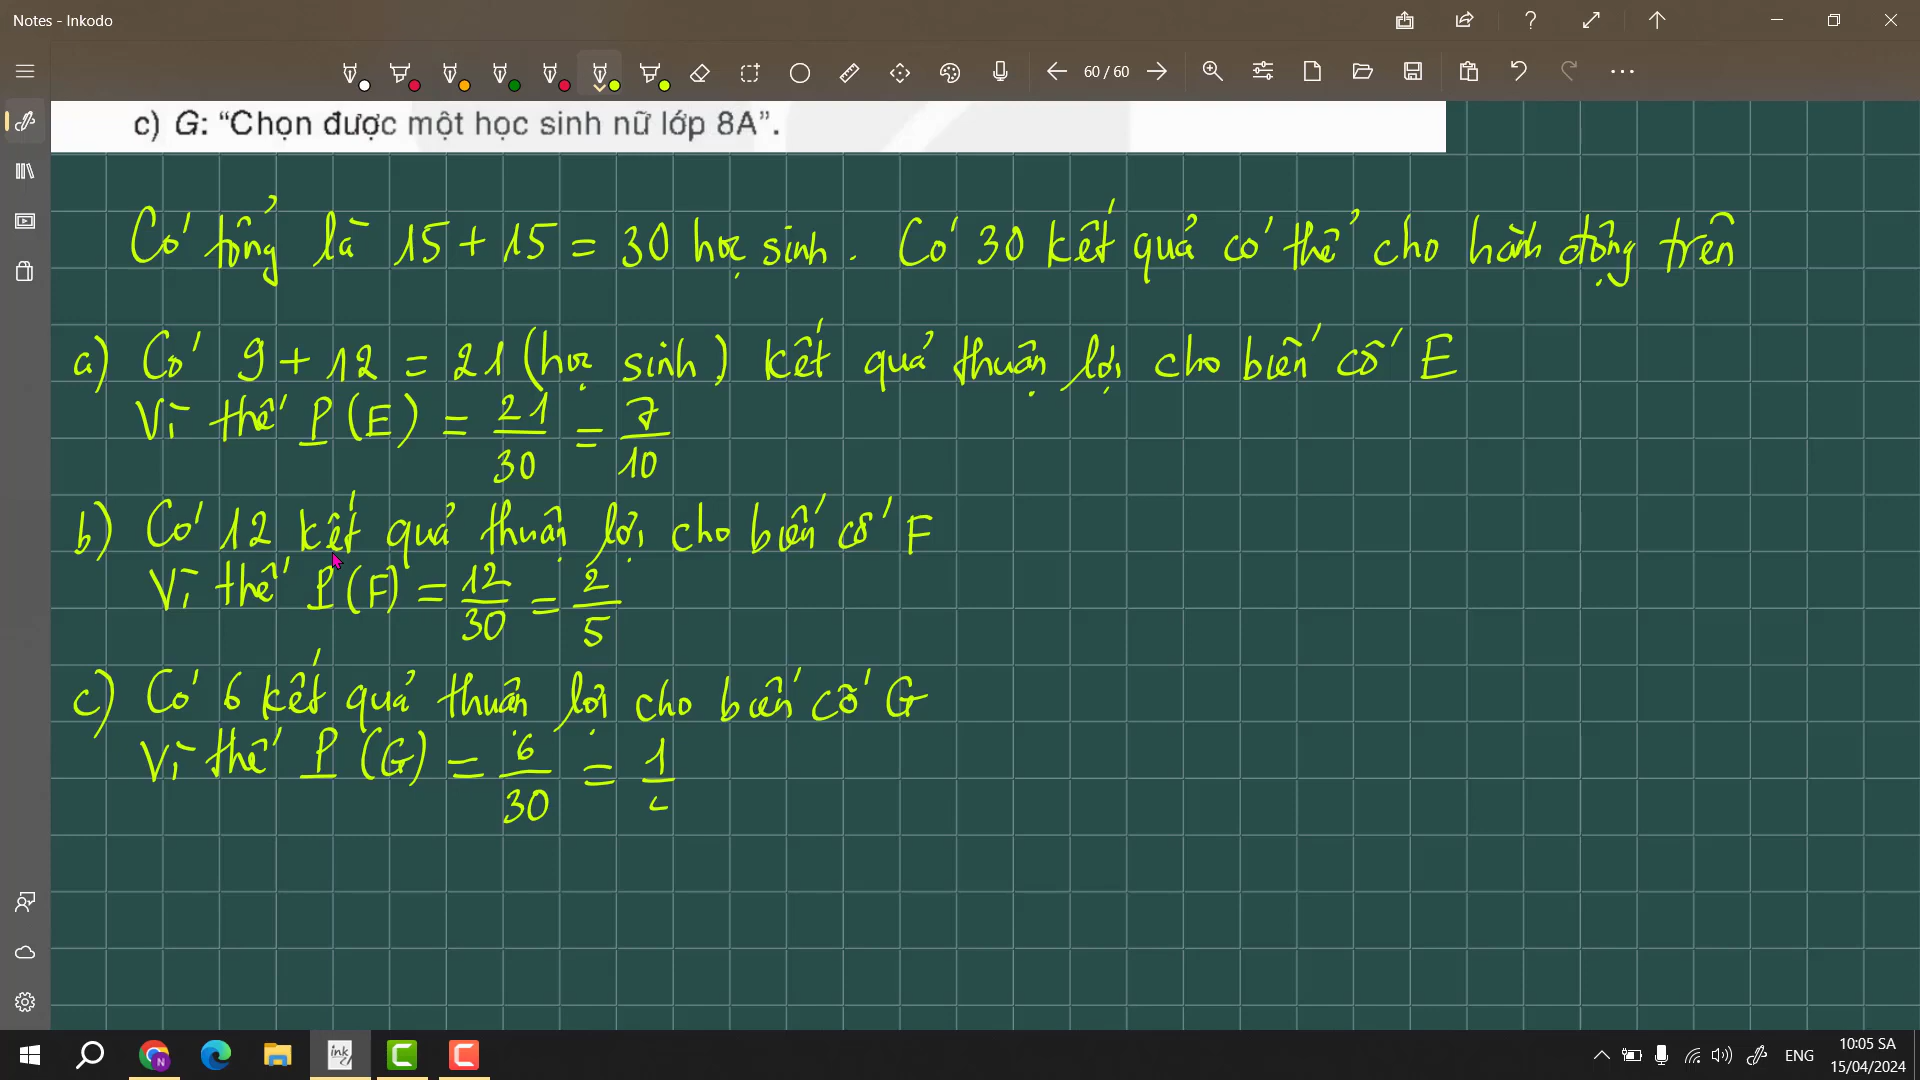 Notes - Inkodo
60 / 60
c) G: “Chọn được một học sinh nữ lớp 8A”.
Có tổng là 15 + 15 = 30 học sinh. Có 30 kết quả có thể cho hành động trên
a) Có 9 + 12 = 21 (học sinh) kết quả thuận lợi cho biến cố E
Vì thế P(E) = 21/30 = 7/10
b) Có 12 kết quả thuận lợi cho biến cố F
Vì thế P(F) = 12/30 = 2/5
c) Có 6 kết quả thuận lợi cho biến cố G
Vì thế P(G) = 6/30 = 1/
ENG
10:05 SA
15/04/2024